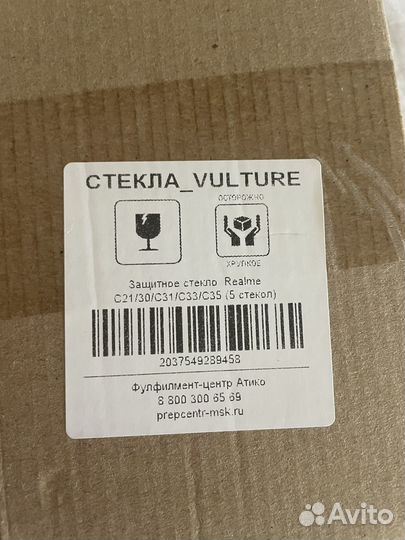 СТЕКЛА_VULTURE
ОСТОРОЖНО
ХРУПКОЕ
Защитное стекло Realme
C21/30/C31/C33/C35 (5 стекол)
2037549289458
Фулфилмент-центр Атико
8 800 300 65 69
prepcentr-msk.ru
Avito